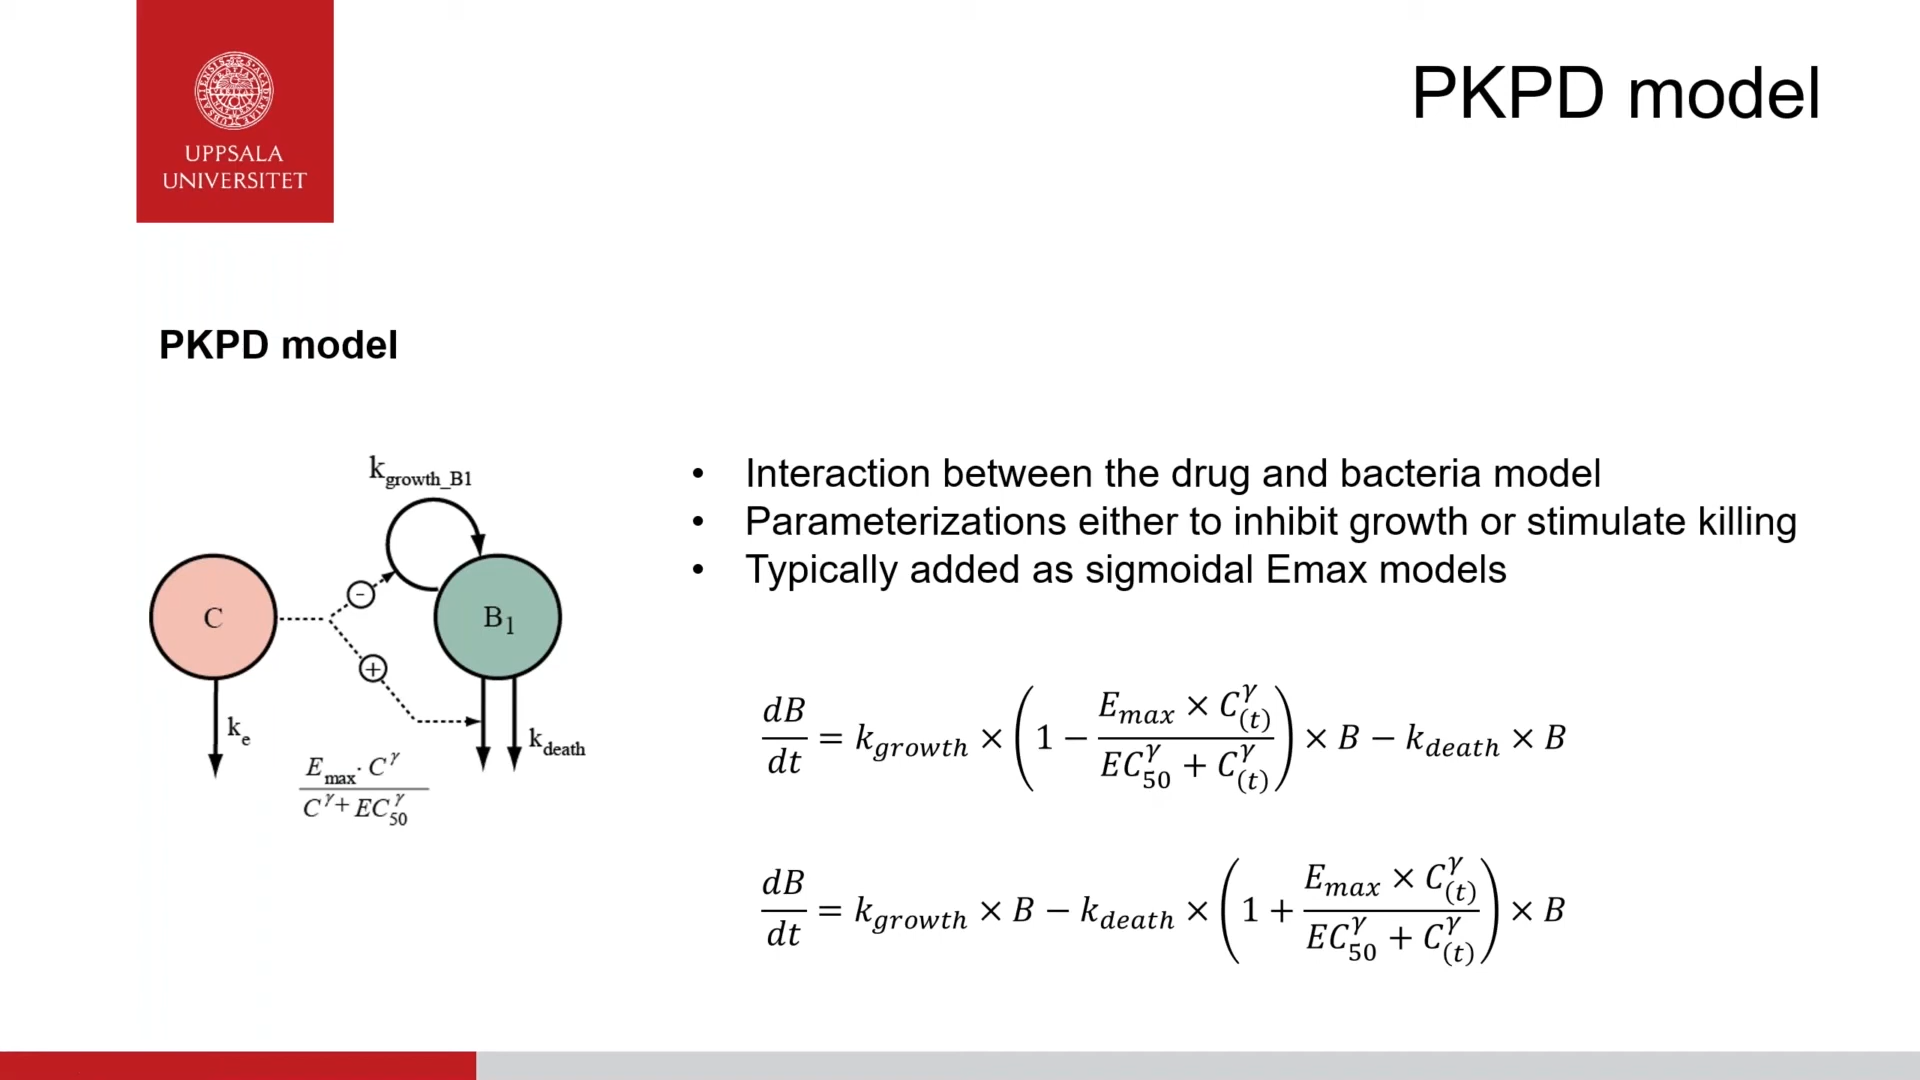 UPPSALA
UNIVERSITET
PKPD model
PKPD model
k_growth_B1
C
B_1
-
+
k_e
k_death
E_max · C^γ
C^γ + EC_50^γ
• Interaction between the drug and bacteria model
• Parameterizations either to inhibit growth or stimulate killing
• Typically added as sigmoidal Emax models
dB/dt = k_growth × (1 − (E_max × C_(t)^γ)/(EC_50^γ + C_(t)^γ)) × B − k_death × B
dB/dt = k_growth × B − k_death × (1 + (E_max × C_(t)^γ)/(EC_50^γ + C_(t)^γ)) × B